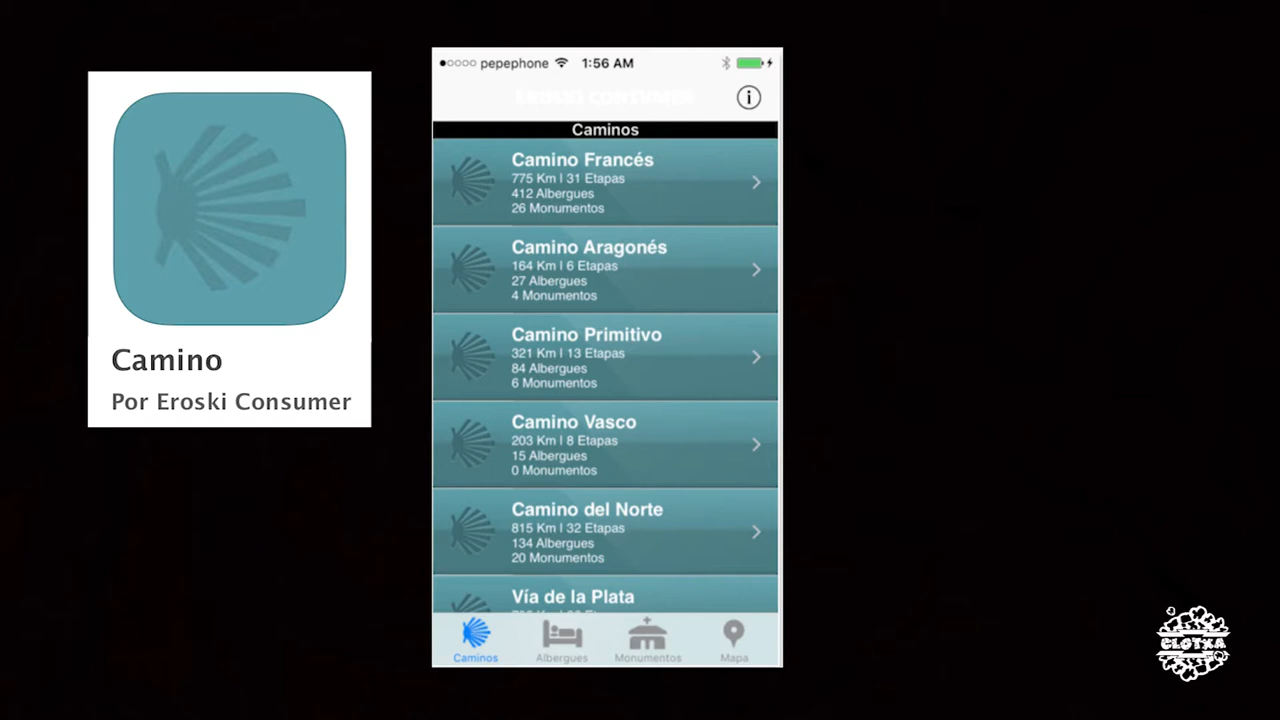 Camino
Por Eroski Consumer
pepephone
1:56 AM
EROSKI CONSUMER
i
Caminos
Camino Francés
775 Km | 31 Etapas
412 Albergues
26 Monumentos
Camino Aragonés
164 Km | 6 Etapas
27 Albergues
4 Monumentos
Camino Primitivo
321 Km | 13 Etapas
84 Albergues
6 Monumentos
Camino Vasco
203 Km | 8 Etapas
15 Albergues
0 Monumentos
Camino del Norte
815 Km | 32 Etapas
134 Albergues
20 Monumentos
Vía de la Plata
Caminos
Albergues
Monumentos
Mapa
CLOTXA